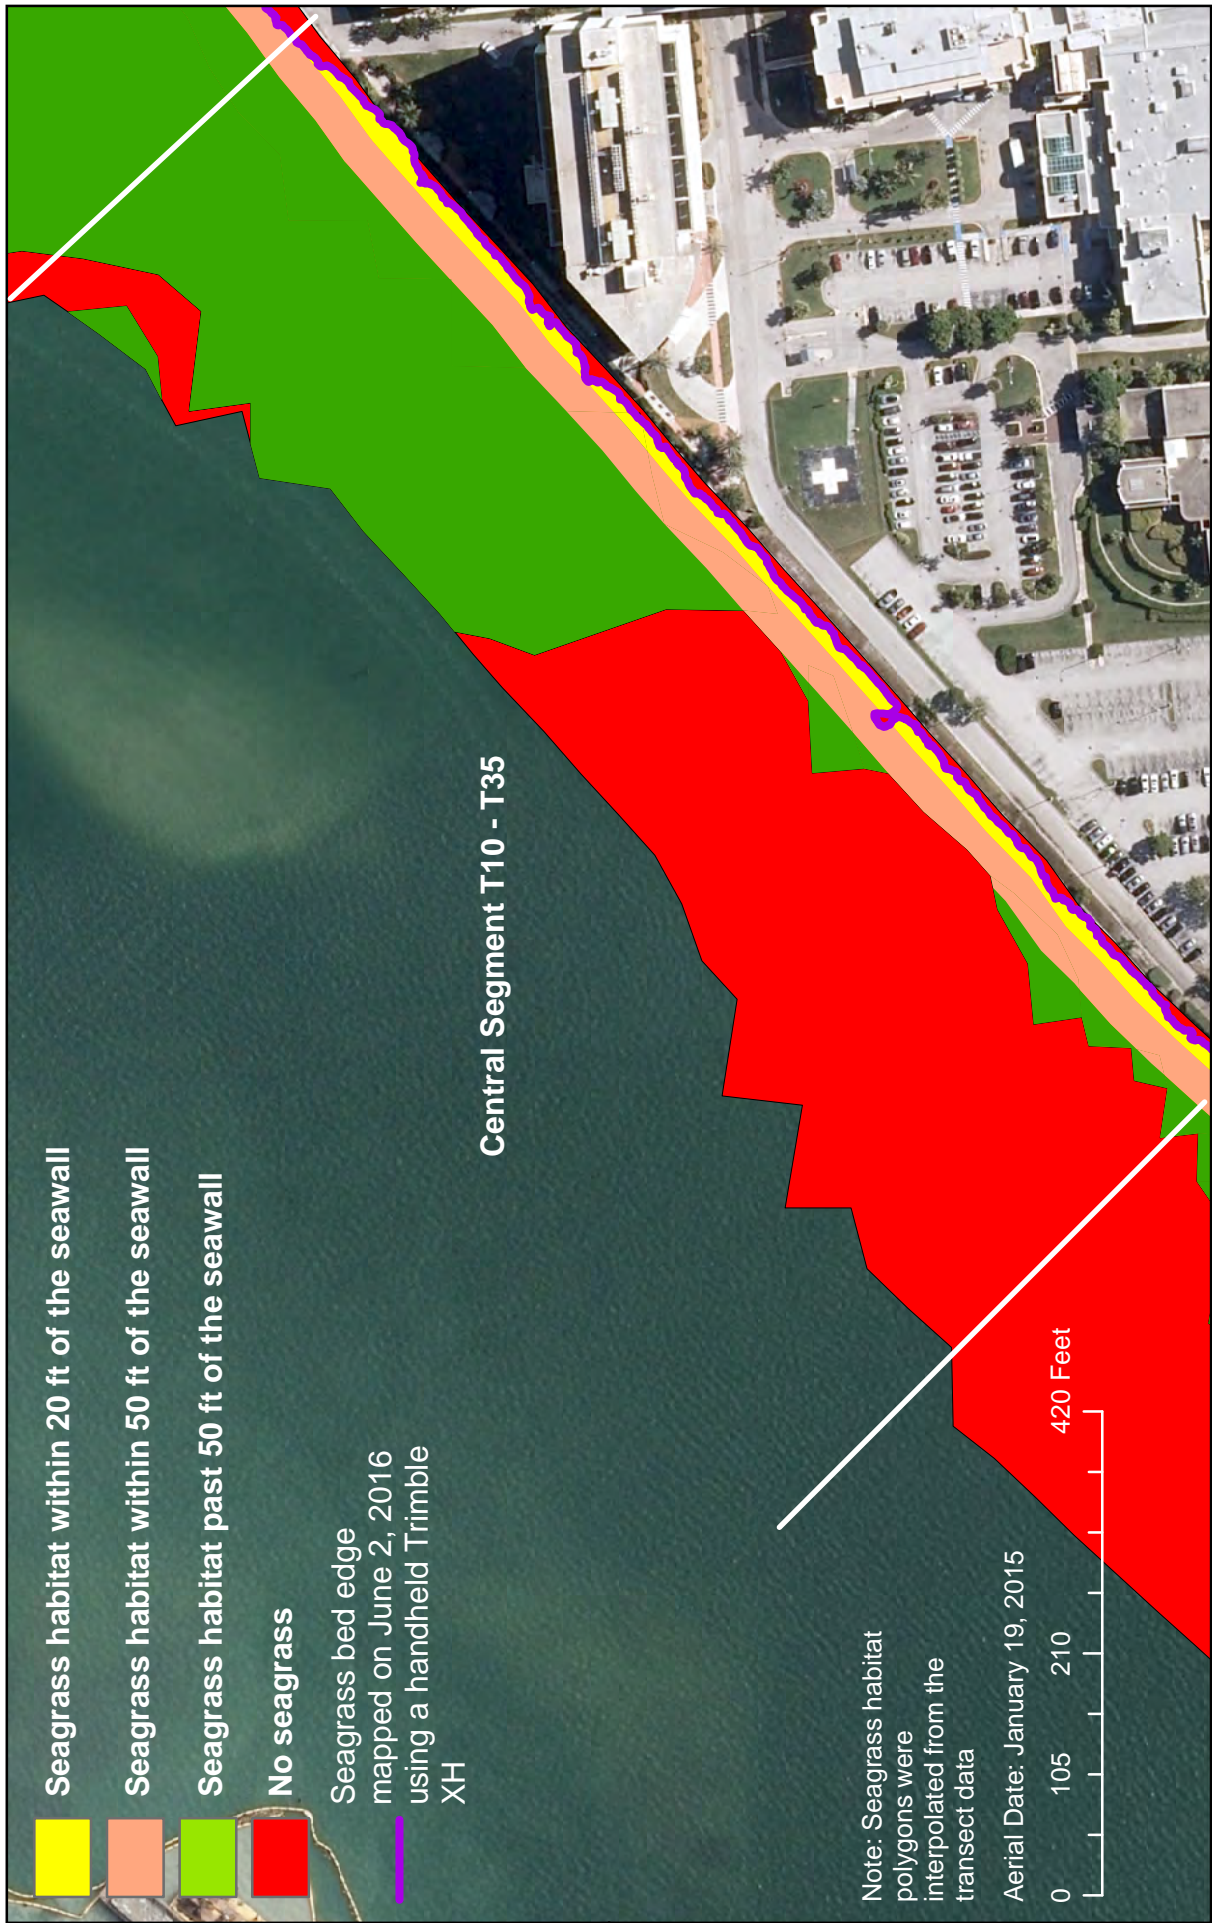 Seagrass habitat within 20 ft of the seawall
Seagrass habitat within 50 ft of the seawall
Seagrass habitat past 50 ft of the seawall
No seagrass
Seagrass bed edge
mapped on June 2, 2016
using a handheld Trimble
XH
Central Segment T10 - T35
Note: Seagrass habitat
polygons were
interpolated from the
transect data
Aerial Date: January 19, 2015
0 105 210 420 Feet